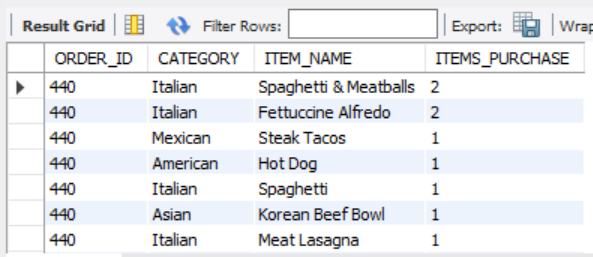 Result Grid Filter Rows: Export: Wrap
ORDER_ID CATEGORY ITEM_NAME ITEMS_PURCHASE
440 Italian Spaghetti & Meatballs 2
440 Italian Fettuccine Alfredo 2
440 Mexican Steak Tacos 1
440 American Hot Dog 1
440 Italian Spaghetti 1
440 Asian Korean Beef Bowl 1
440 Italian Meat Lasagna 1